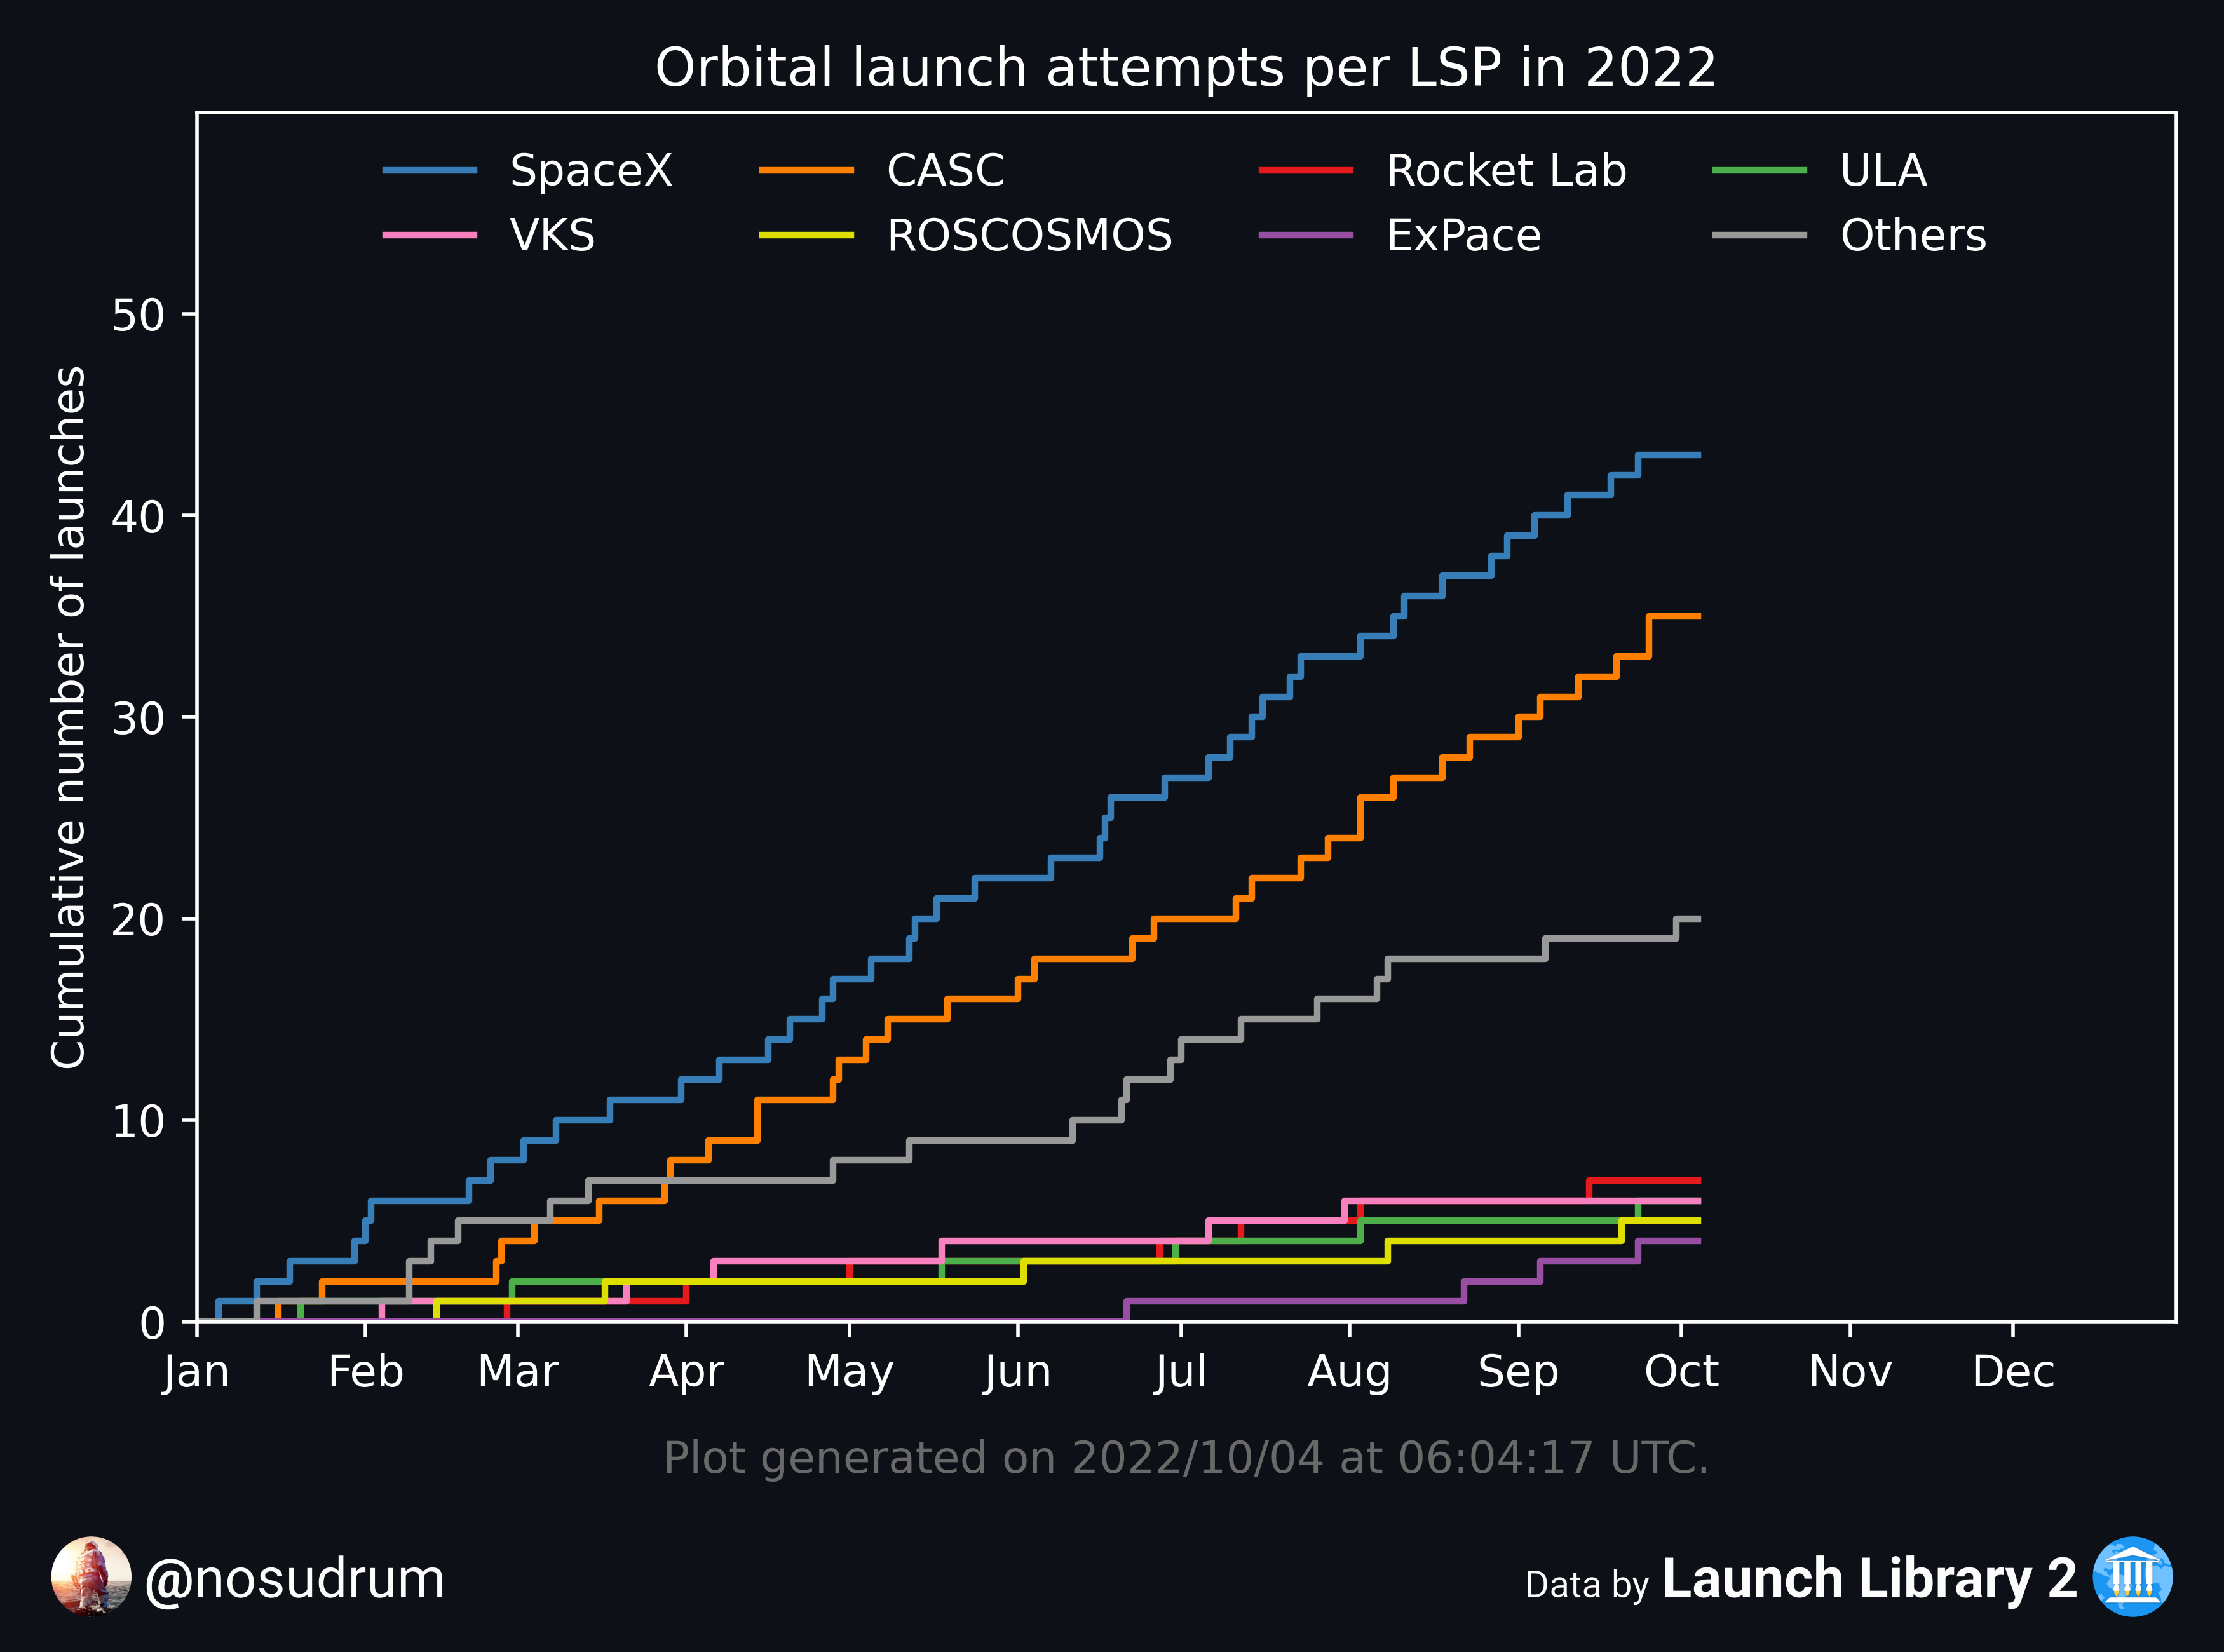 Orbital launch attempts per LSP in 2022
SpaceX CASC Rocket Lab ULA
VKS ROSCOSMOS ExPace Others
Cumulative number of launches
50
40
30
20
10
0
Jan Feb Mar Apr May Jun Jul Aug Sep Oct Nov Dec
Plot generated on 2022/10/04 at 06:04:17 UTC.
@nosudrum
Data by Launch Library 2